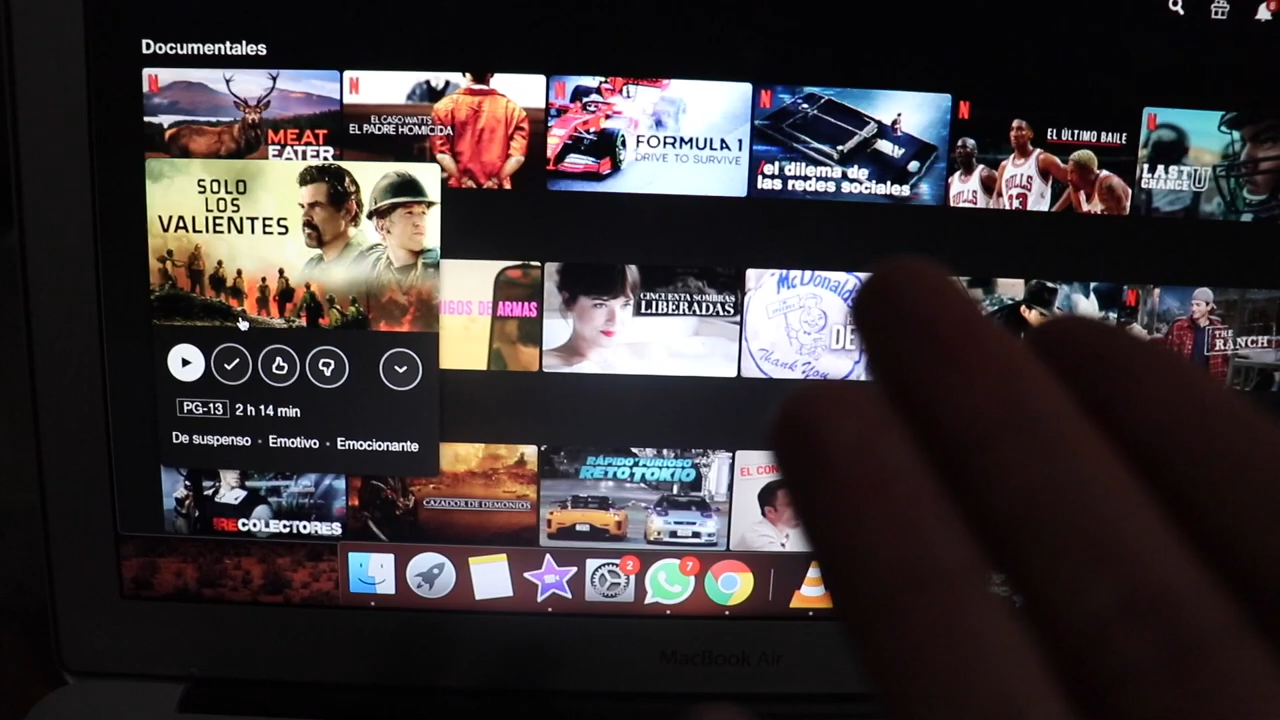 8
Documentales
N
MEAT
EATER
EL CASO WATTS
EL PADRE HOMICIDA
N
FORMULA 1
DRIVE TO SURVIVE
N
el dilema de
las redes sociales
N
EL ÚLTIMO BAILE
BULLS
BULLS
13
N
LAST
CHANCE U
SOLO
LOS
VALIENTES
IGOS DE ARMAS
CINCUENTA SOMBRAS
LIBERADAS
McDonald's
DE
Thank You
N
THE
RANCH
PG-13 2 h 14 min
De suspenso • Emotivo • Emocionante
RECOLECTORES
CAZADOR DE DEMONIOS
RÁPIDO Y FURIOSO
RETO TOKIO
EL CON
2
7
MacBook Air